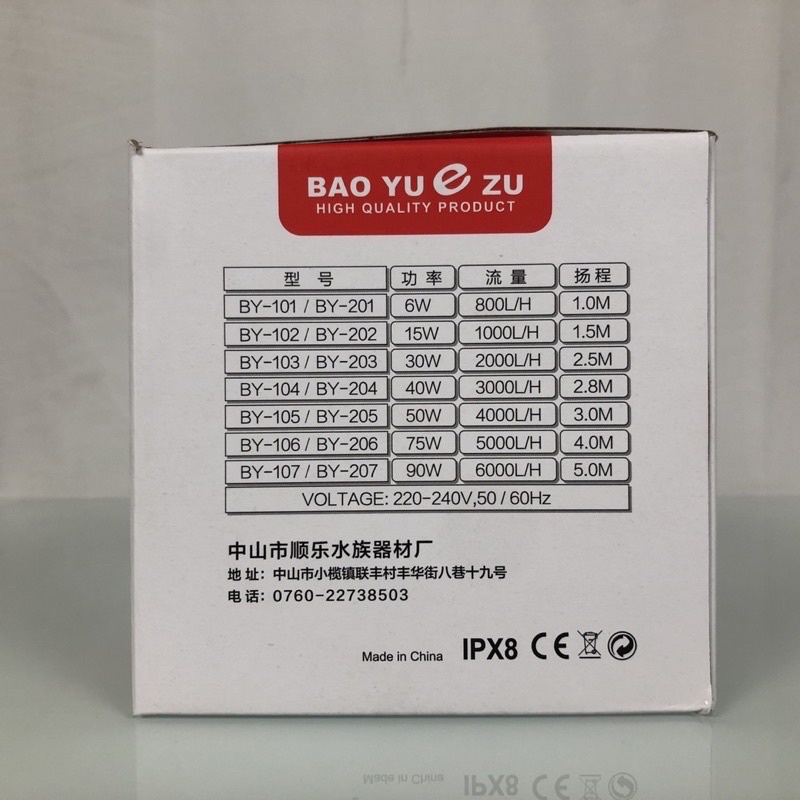 BAO YU e ZU
HIGH QUALITY PRODUCT
型 号 功 率 流 量 扬 程
BY-101 / BY-201 6W 800L/H 1.0M
BY-102 / BY-202 15W 1000L/H 1.5M
BY-103 / BY-203 30W 2000L/H 2.5M
BY-104 / BY-204 40W 3000L/H 2.8M
BY-105 / BY-205 50W 4000L/H 3.0M
BY-106 / BY-206 75W 5000L/H 4.0M
BY-107 / BY-207 90W 6000L/H 5.0M
VOLTAGE: 220-240V,50 / 60Hz
中山市顺乐水族器材厂
地 址：中山市小榄镇联丰村丰华街八巷十九号
电 话：0760-22738503
Made in China IPX8 CE